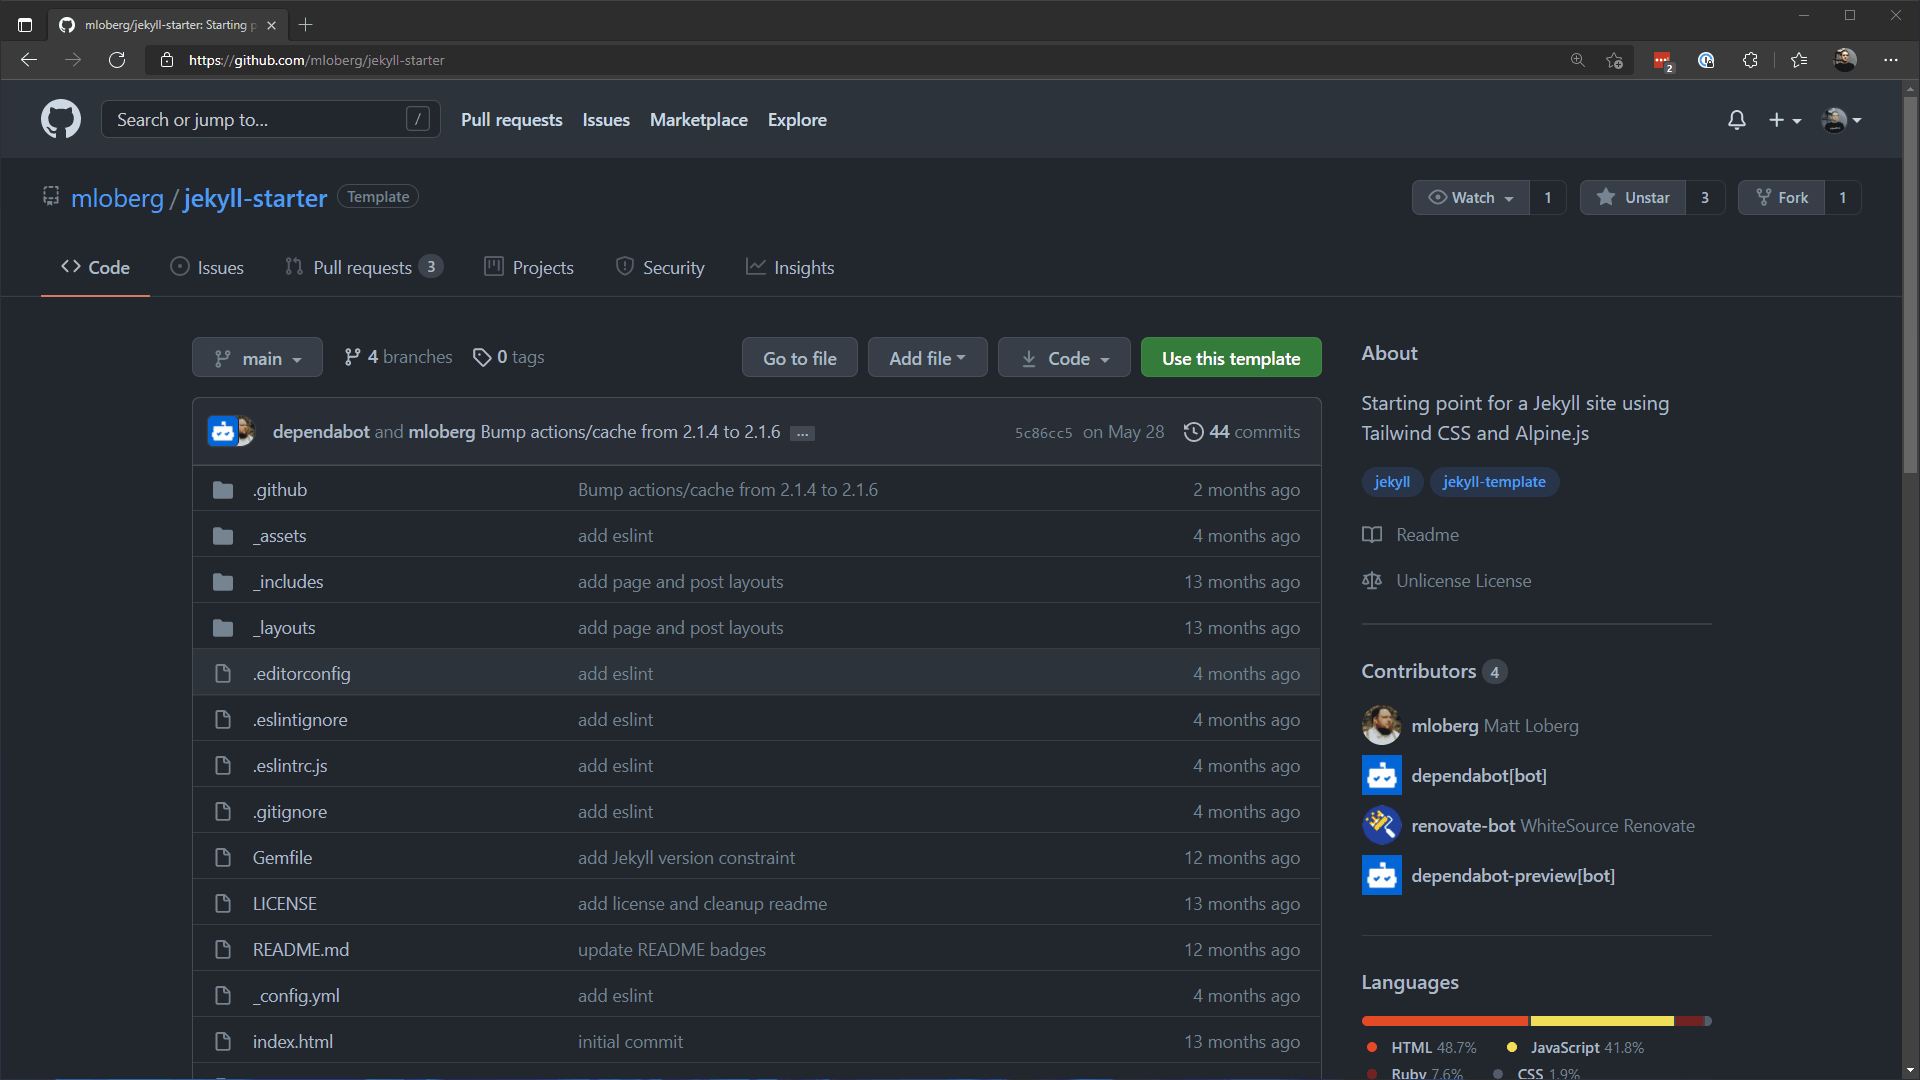 mloberg/jekyll-starter: Starting p
https://github.com/mloberg/jekyll-starter
2
Search or jump to...
/
Pull requests
Issues
Marketplace
Explore
mloberg / jekyll-starter
Template
Watch 1
Unstar 3
Fork 1
Code
Issues
Pull requests 3
Projects
Security
Insights
main
4 branches
0 tags
Go to file
Add file
Code
Use this template
dependabot and mloberg Bump actions/cache from 2.1.4 to 2.1.6 ... 5c86cc5 on May 28 44 commits
.github Bump actions/cache from 2.1.4 to 2.1.6 2 months ago
_assets add eslint 4 months ago
_includes add page and post layouts 13 months ago
_layouts add page and post layouts 13 months ago
.editorconfig add eslint 4 months ago
.eslintignore add eslint 4 months ago
.eslintrc.js add eslint 4 months ago
.gitignore add eslint 4 months ago
Gemfile add Jekyll version constraint 12 months ago
LICENSE add license and cleanup readme 13 months ago
README.md update README badges 12 months ago
_config.yml add eslint 4 months ago
index.html initial commit 13 months ago
About
Starting point for a Jekyll site using
Tailwind CSS and Alpine.js
jekyll
jekyll-template
Readme
Unlicense License
Contributors 4
mloberg Matt Loberg
dependabot[bot]
renovate-bot WhiteSource Renovate
dependabot-preview[bot]
Languages
HTML 48.7% JavaScript 41.8%
Ruby 7.6% CSS 1.9%